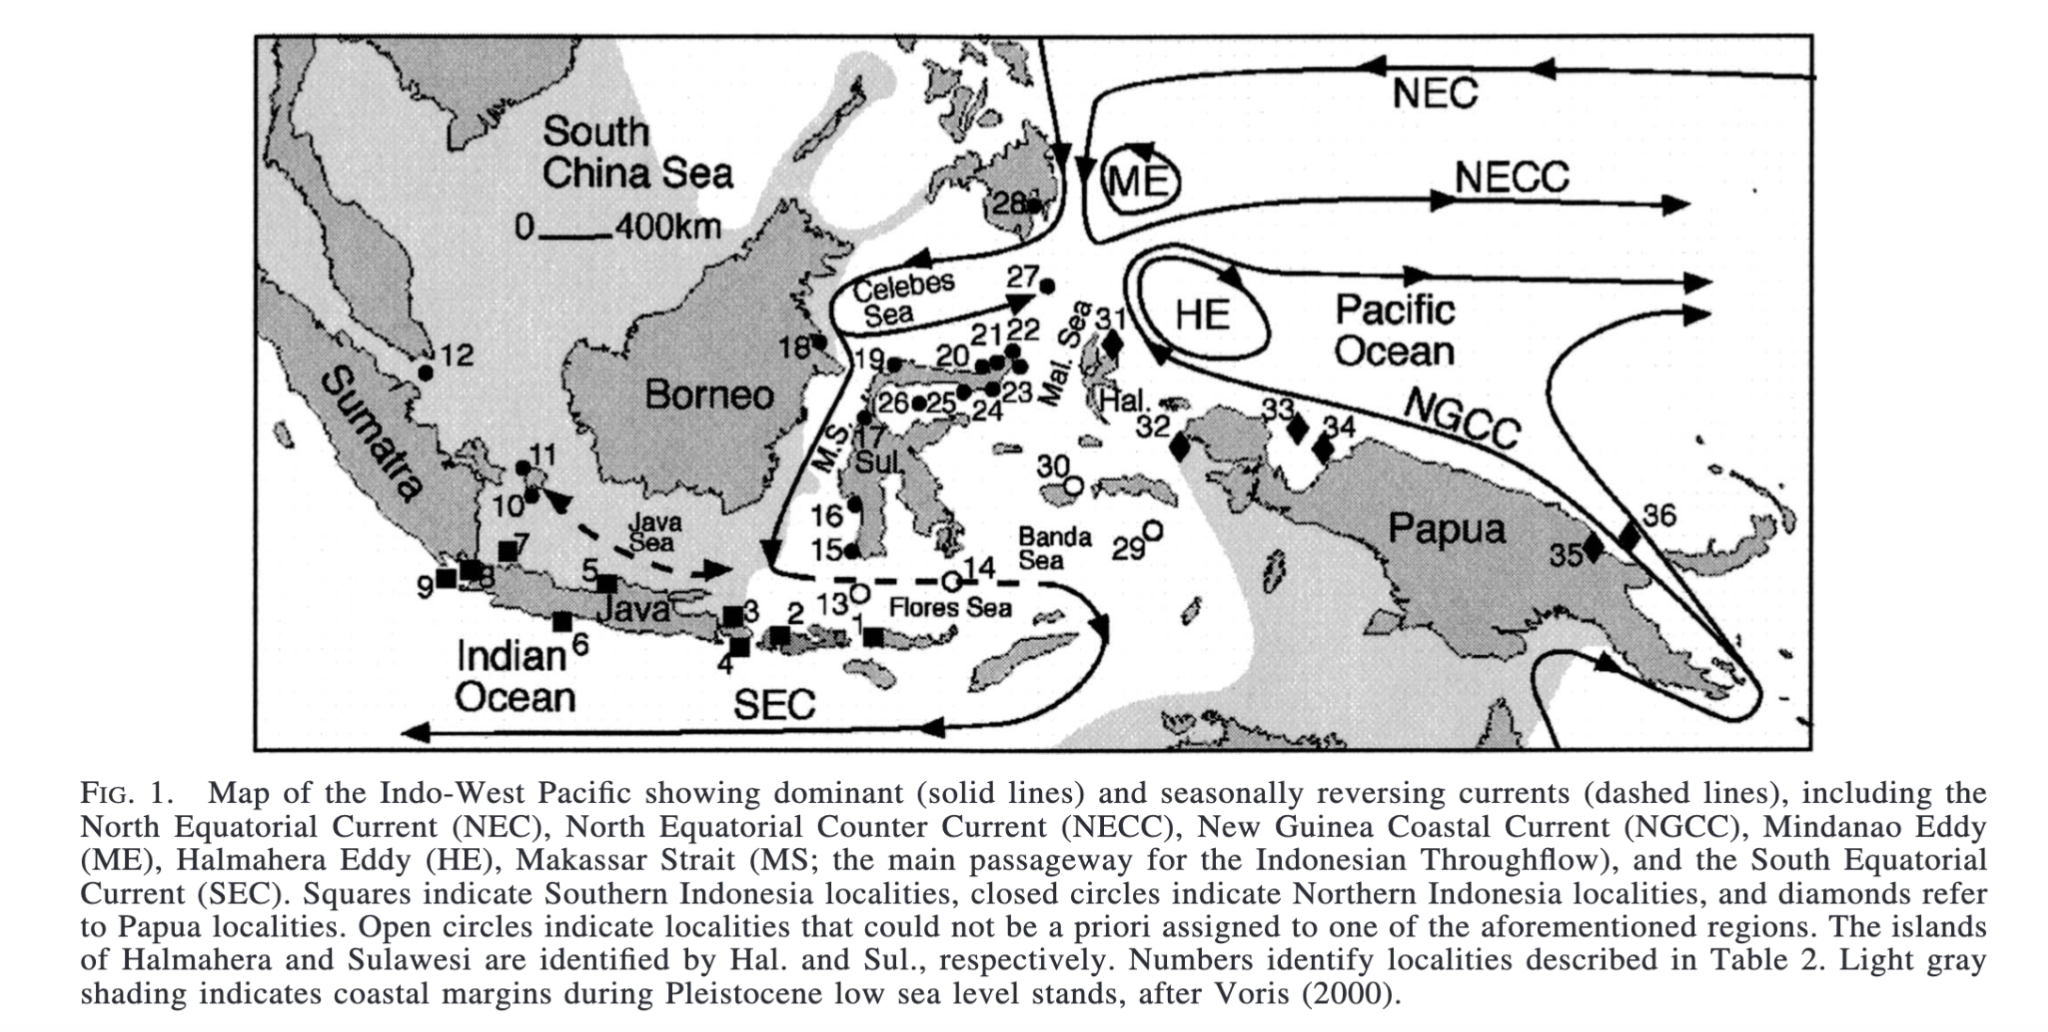 NEC
South
China Sea
ME
NECC
28
0 400km
27
Celebes
Sea
HE
Pacific
Ocean
Mal. Sea
31
21
22
18
19
20
12
Sumatra
Borneo
26
25
24
23
Hal.
NGCC
33
34
32
17
M.S.
Sul.
11
30
10
16
Java
Sea
Papua
36
7
15
Banda
Sea
29
35
9
8
5
14
Java
3
2
13
Flores Sea
1
6
4
Indian
Ocean
SEC
FIG. 1. Map of the Indo-West Pacific showing dominant (solid lines) and seasonally reversing currents (dashed lines), including the
North Equatorial Current (NEC), North Equatorial Counter Current (NECC), New Guinea Coastal Current (NGCC), Mindanao Eddy
(ME), Halmahera Eddy (HE), Makassar Strait (MS; the main passageway for the Indonesian Throughflow), and the South Equatorial
Current (SEC). Squares indicate Southern Indonesia localities, closed circles indicate Northern Indonesia localities, and diamonds refer
to Papua localities. Open circles indicate localities that could not be a priori assigned to one of the aforementioned regions. The islands
of Halmahera and Sulawesi are identified by Hal. and Sul., respectively. Numbers identify localities described in Table 2. Light gray
shading indicates coastal margins during Pleistocene low sea level stands, after Voris (2000).